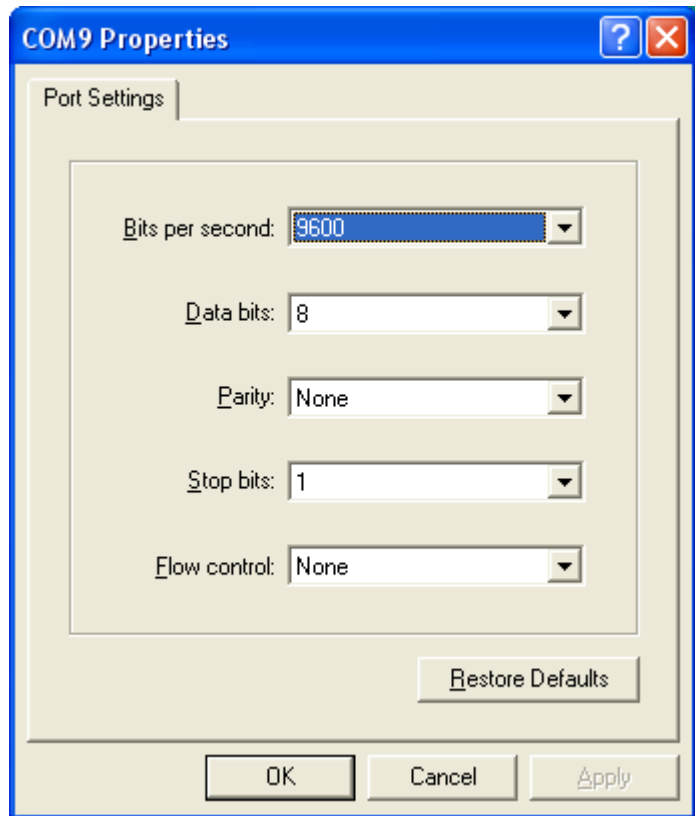 COM9 Properties
Port Settings
Bits per second: 9600
Data bits: 8
Parity: None
Stop bits: 1
Flow control: None
Restore Defaults
OK Cancel Apply